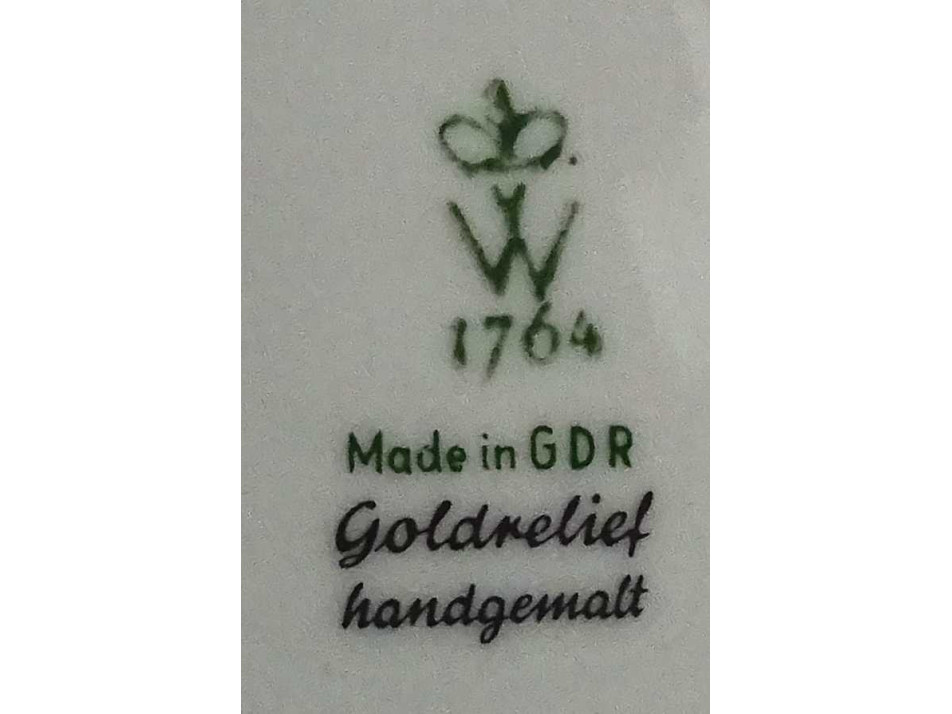 W
1764
Made in GDR
Goldrelief
handgemalt